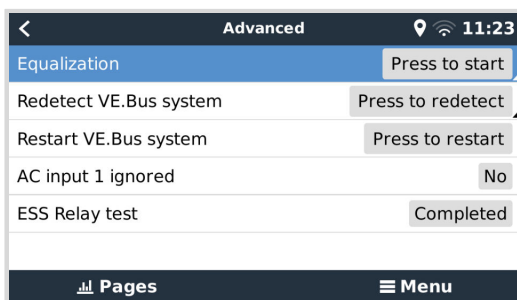 Advanced 11:23
Equalization Press to start
Redetect VE.Bus system Press to redetect
Restart VE.Bus system Press to restart
AC input 1 ignored No
ESS Relay test Completed
Pages Menu